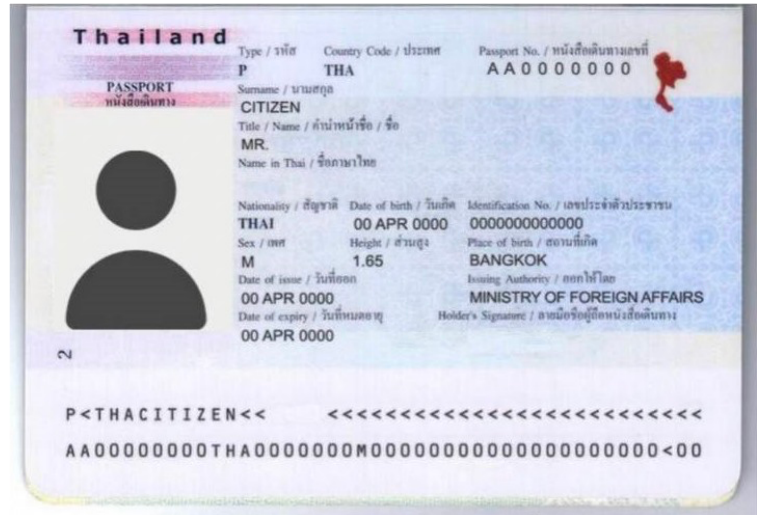 Thailand
PASSPORT
หนังสือเดินทาง
Type / รหัส Country Code / ประเทศ Passport No. / หนังสือเดินทางเลขที่
P THA AA0000000
Surname / นามสกุล
CITIZEN
Title / Name / คำนำหน้าชื่อ / ชื่อ
MR.
Name in Thai / ชื่อภาษาไทย
Nationality / สัญชาติ Date of birth / วันเกิด Identification No. / เลขประจำตัวประชาชน
THAI 00 APR 0000 0000000000000
Sex / เพศ Height / ส่วนสูง Place of birth / สถานที่เกิด
M 1.65 BANGKOK
Date of issue / วันที่ออก Issuing Authority / ออกให้โดย
00 APR 0000 MINISTRY OF FOREIGN AFFAIRS
Date of expiry / วันที่หมดอายุ Holder's Signature / ลายมือชื่อผู้ถือหนังสือเดินทาง
00 APR 0000
2
P<THACITIZEN<< <<<<<<<<<<<<<<<<<<<<<<<<<<
AA00000000THA0000000M00000000000000000000<00